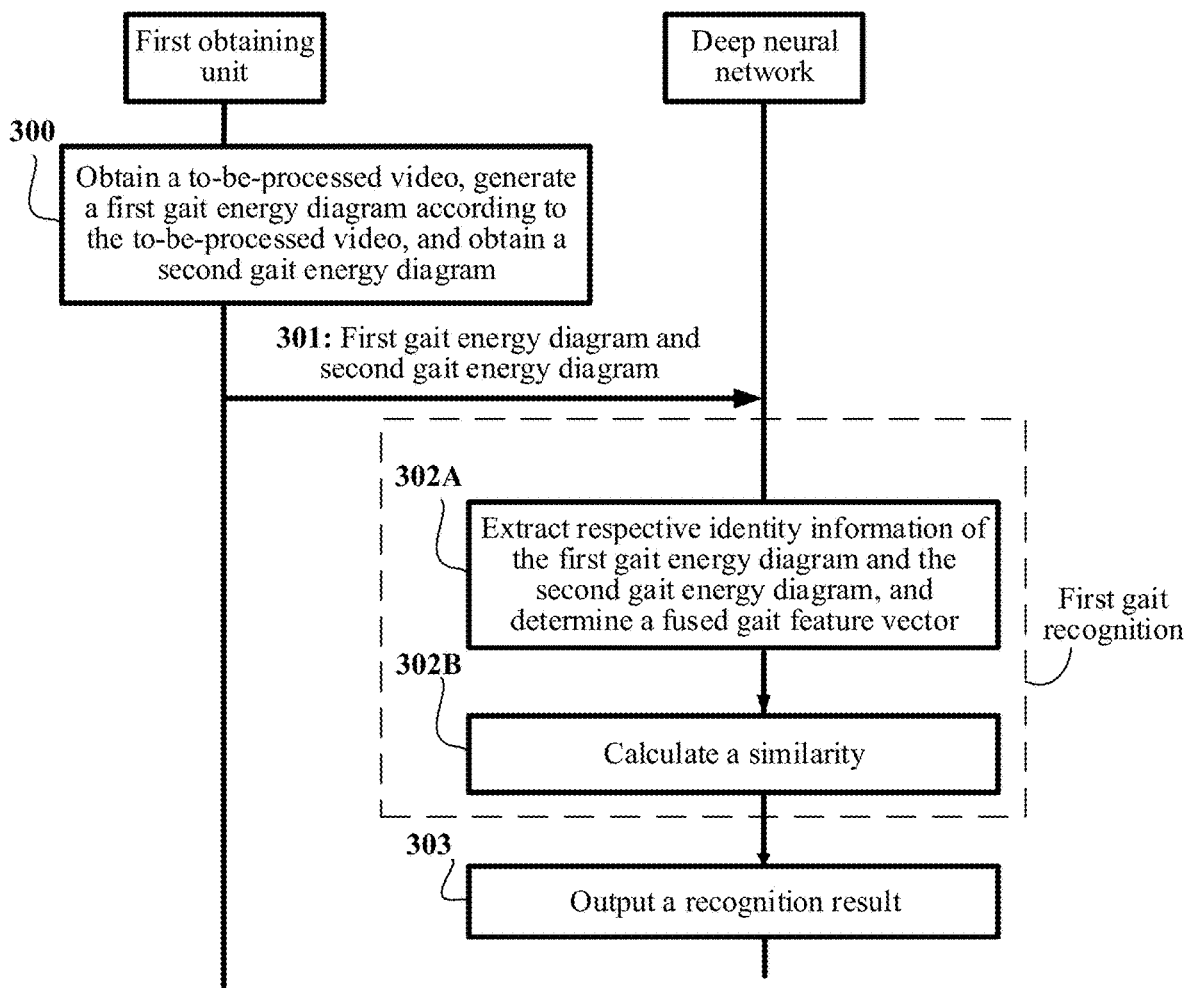 First obtaining
unit
Deep neural
network
300
Obtain a to-be-processed video, generate
a first gait energy diagram according to
the to-be-processed video, and obtain a
second gait energy diagram
301: First gait energy diagram and
second gait energy diagram
302A
Extract respective identity information of
the first gait energy diagram and the
second gait energy diagram, and
determine a fused gait feature vector
First gait
recognition
302B
Calculate a similarity
303
Output a recognition result